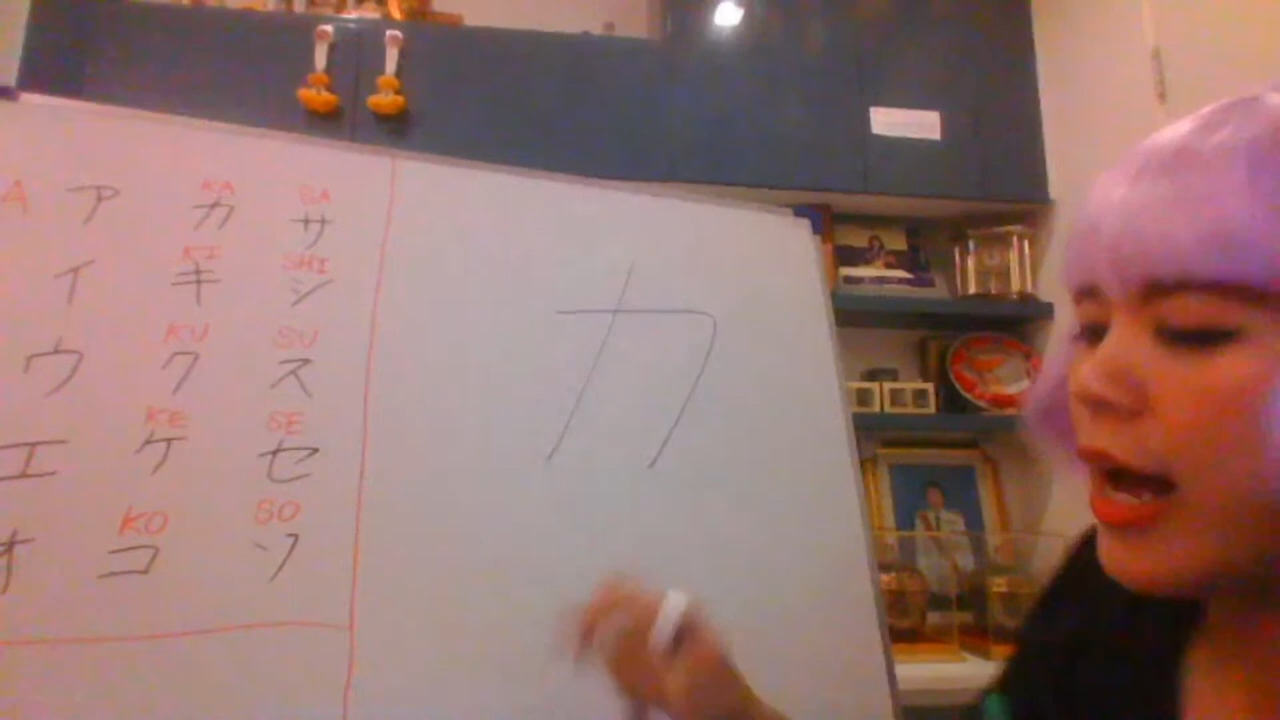 A ア KA カ SA サ
イ KI キ SHI シ
ウ KU ク SU ス
エ KE ケ SE セ
オ KO コ SO ソ
カ